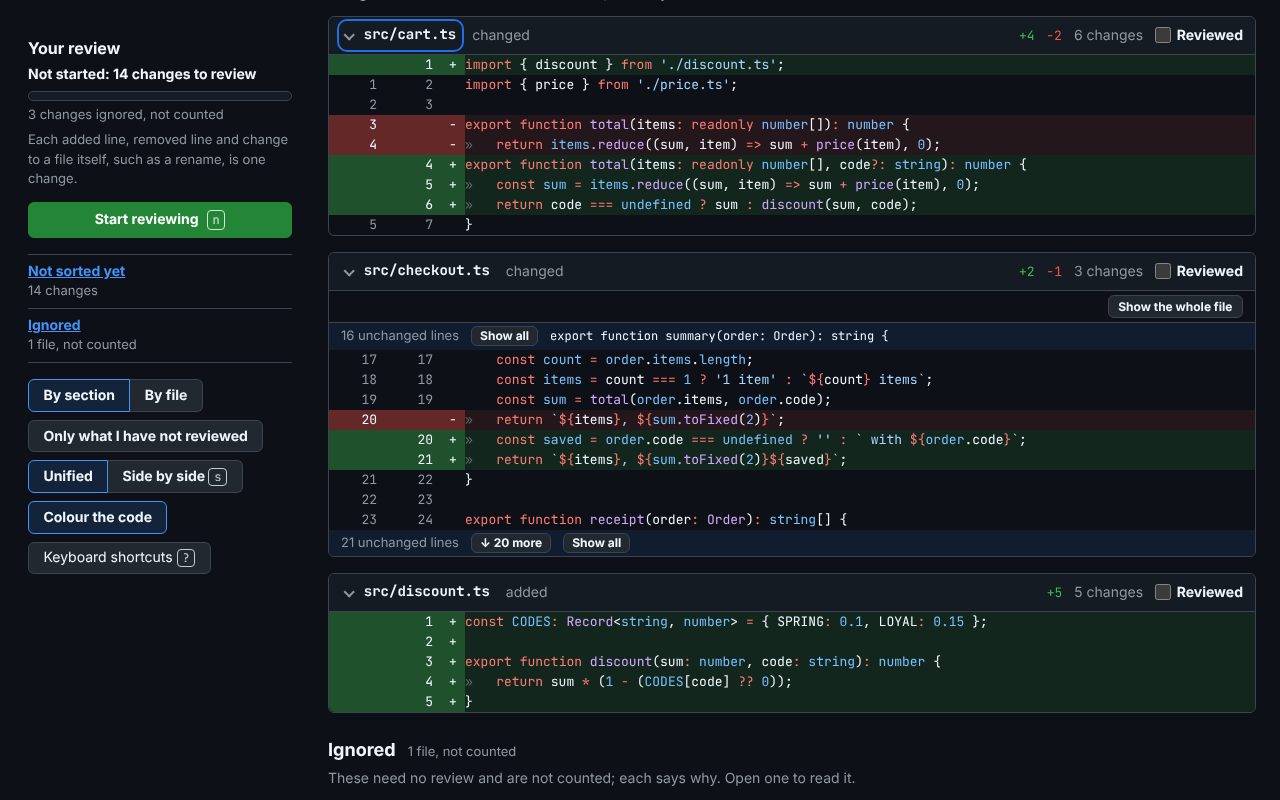 Your review
Not started: 14 changes to review
3 changes ignored, not counted
Each added line, removed line and change
to a file itself, such as a rename, is one
change.
Start reviewing n
Not sorted yet
14 changes
Ignored
1 file, not counted
By section By file
Only what I have not reviewed
Unified Side by side s
Colour the code
Keyboard shortcuts ?
src/cart.ts changed +4 -2 6 changes Reviewed
1 + import { discount } from './discount.ts';
1 2 import { price } from './price.ts';
2 3
3 - export function total(items: readonly number[]): number {
4 - » return items.reduce((sum, item) => sum + price(item), 0);
4 + export function total(items: readonly number[], code?: string): number {
5 + » const sum = items.reduce((sum, item) => sum + price(item), 0);
6 + » return code === undefined ? sum : discount(sum, code);
5 7 }
src/checkout.ts changed +2 -1 3 changes Reviewed
Show the whole file
16 unchanged lines Show all export function summary(order: Order): string {
17 17 const count = order.items.length;
18 18 const items = count === 1 ? '1 item' : `${count} items`;
19 19 const sum = total(order.items, order.code);
20 - » return `${items}, ${sum.toFixed(2)}`;
20 + » const saved = order.code === undefined ? '' : ` with ${order.code}`;
21 + » return `${items}, ${sum.toFixed(2)}${saved}`;
21 22 }
22 23
23 24 export function receipt(order: Order): string[] {
21 unchanged lines ↓ 20 more Show all
src/discount.ts added +5 5 changes Reviewed
1 + const CODES: Record<string, number> = { SPRING: 0.1, LOYAL: 0.15 };
2 +
3 + export function discount(sum: number, code: string): number {
4 + » return sum * (1 - (CODES[code] ?? 0));
5 + }
Ignored 1 file, not counted
These need no review and are not counted; each says why. Open one to read it.